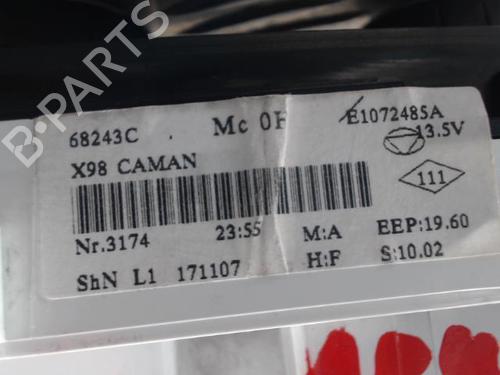 68243C . Mc 0H E1072485A
13.5V
X98 CAMAN
111
Nr.3174 23:55 M:A EEP:19.60
ShN L1 171107 H:F S:10.02
B-PARTS